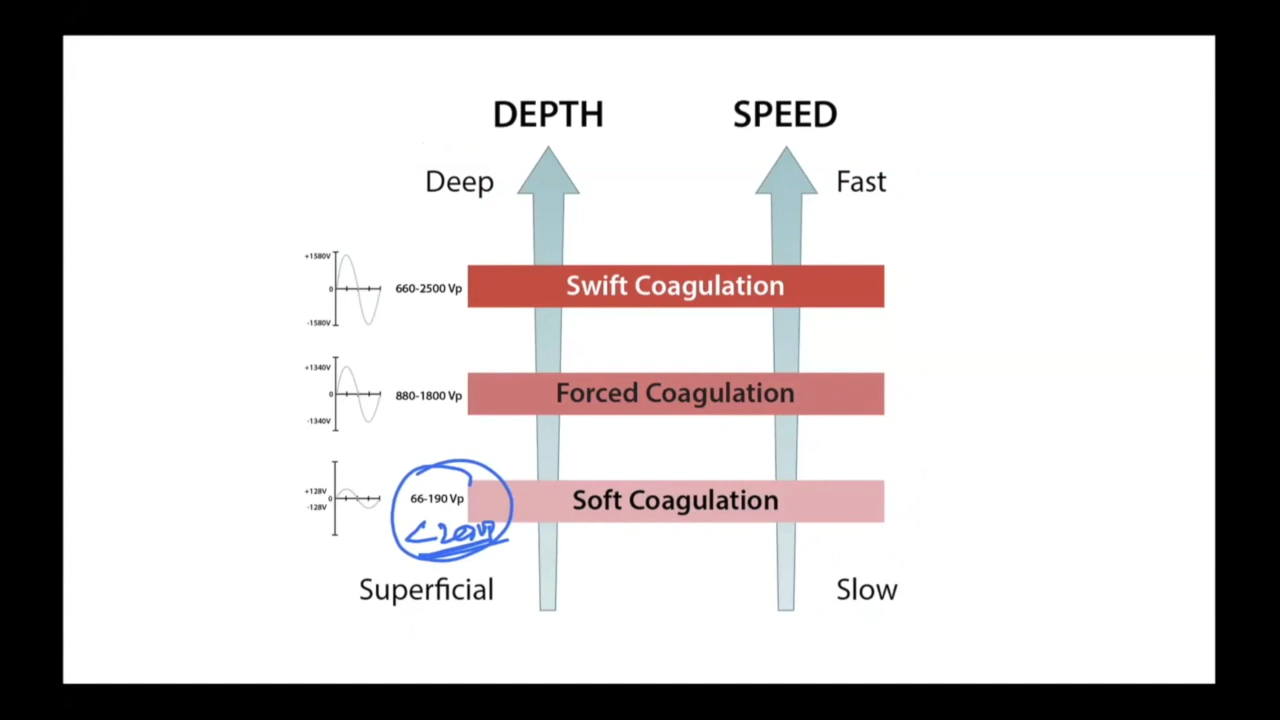 DEPTH
SPEED
Deep
Fast
+1580V
0
-1580V
660-2500 Vp
Swift Coagulation
+1340V
0
-1340V
880-1800 Vp
Forced Coagulation
+128V
0
-128V
66-190 Vp
Soft Coagulation
Superficial
Slow